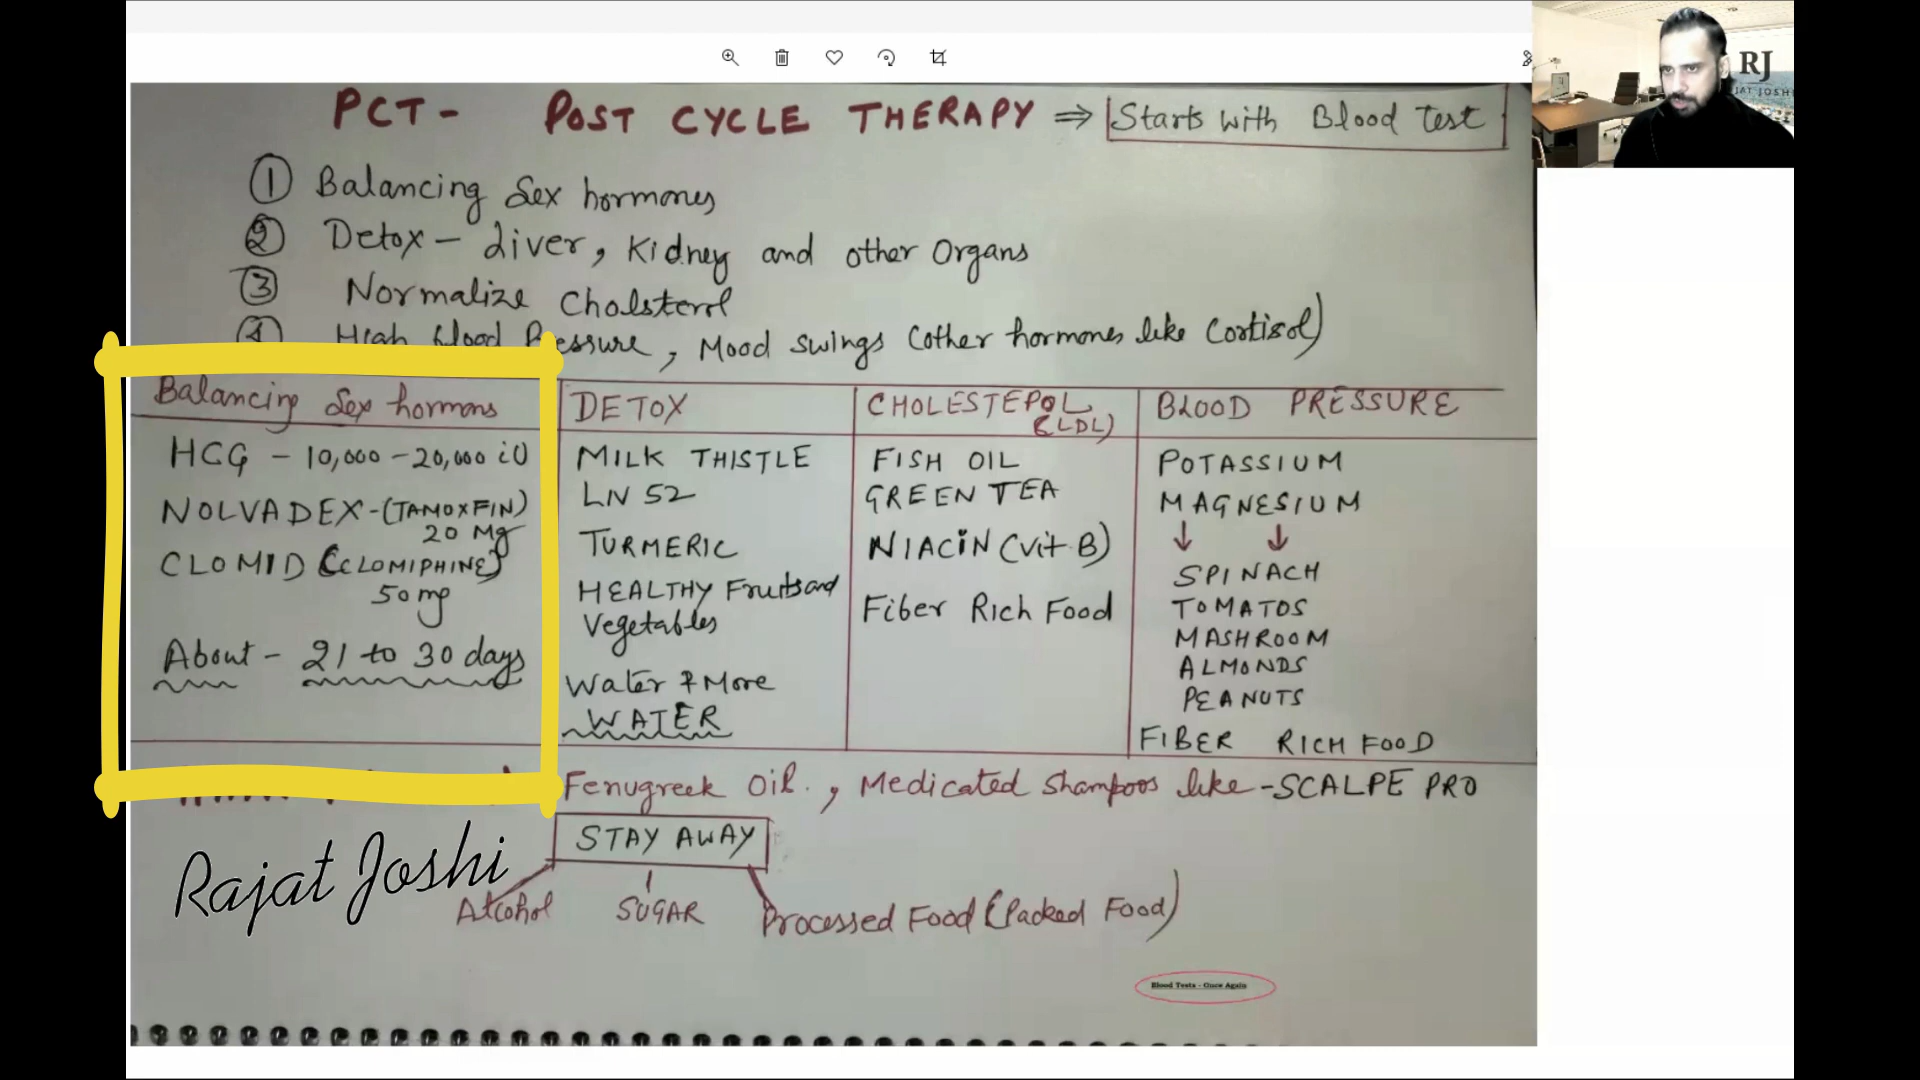 RJ
JAT JOSHI
PCT - POST CYCLE THERAPY ⇒ Starts with Blood Test
① Balancing Sex hormones
② Detox - Liver, Kidney and other Organs
③ Normalize Cholsterol
④ High blood Pressure, Mood swings (other hormones like Cortisol)
Balancing Sex hormons
HCG - 10,000 - 20,000 iU
NOLVADEX - (TAMOXFIN)
20 Mg
CLOMID (CLOMIPHINE)
50 mg
About - 21 to 30 days
DETOX
MILK THISTLE
LN 52
TURMERIC
HEALTHY Fruits and
Vegetables
Water & More
WATER
CHOLESTEROL
(LDL)
FISH OIL
GREEN TEA
NIACIN (Vit B)
Fiber Rich Food
BLOOD PRESSURE
POTASSIUM
MAGNESIUM
↓ ↓
SPINACH
TOMATOS
MASHROOM
ALMONDS
PEANUTS
FIBER RICH FOOD
Fenugreek Oil, Medicated Shampoos like - SCALPE PRO
Rajat Joshi
STAY AWAY
Alcohol
SUGAR
Processed Food (Packed Food)
Blood Tests - Once Again